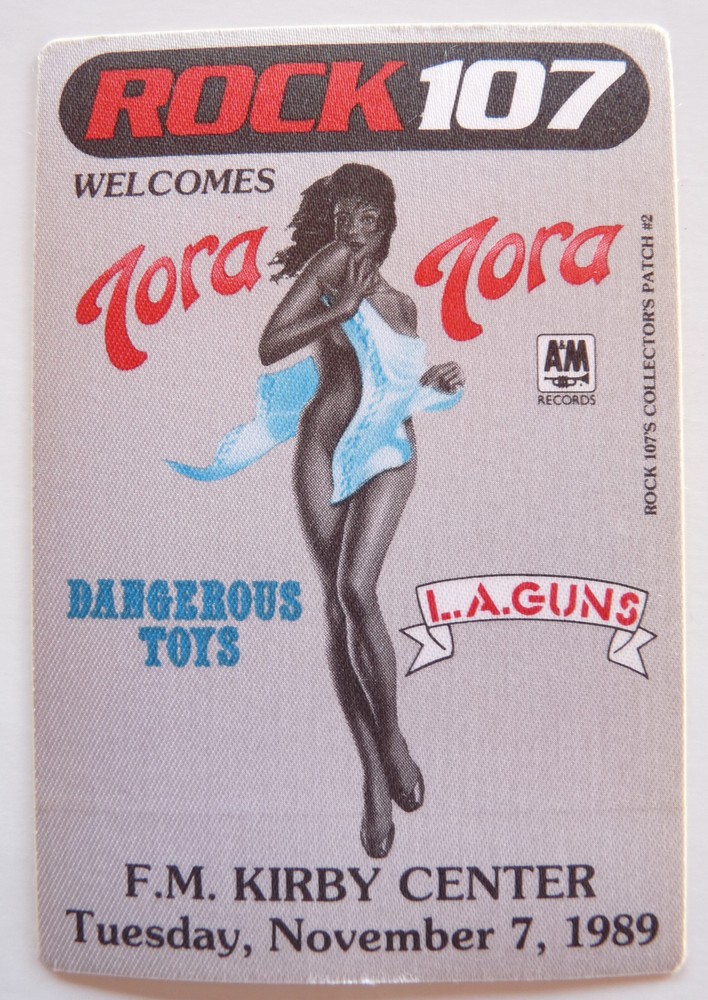 ROCK 107
WELCOMES
Tora Tora
A&M
RECORDS
ROCK 107'S COLLECTOR'S PATCH #2
DANGEROUS
TOYS
L.A.GUNS
F.M. KIRBY CENTER
Tuesday, November 7, 1989